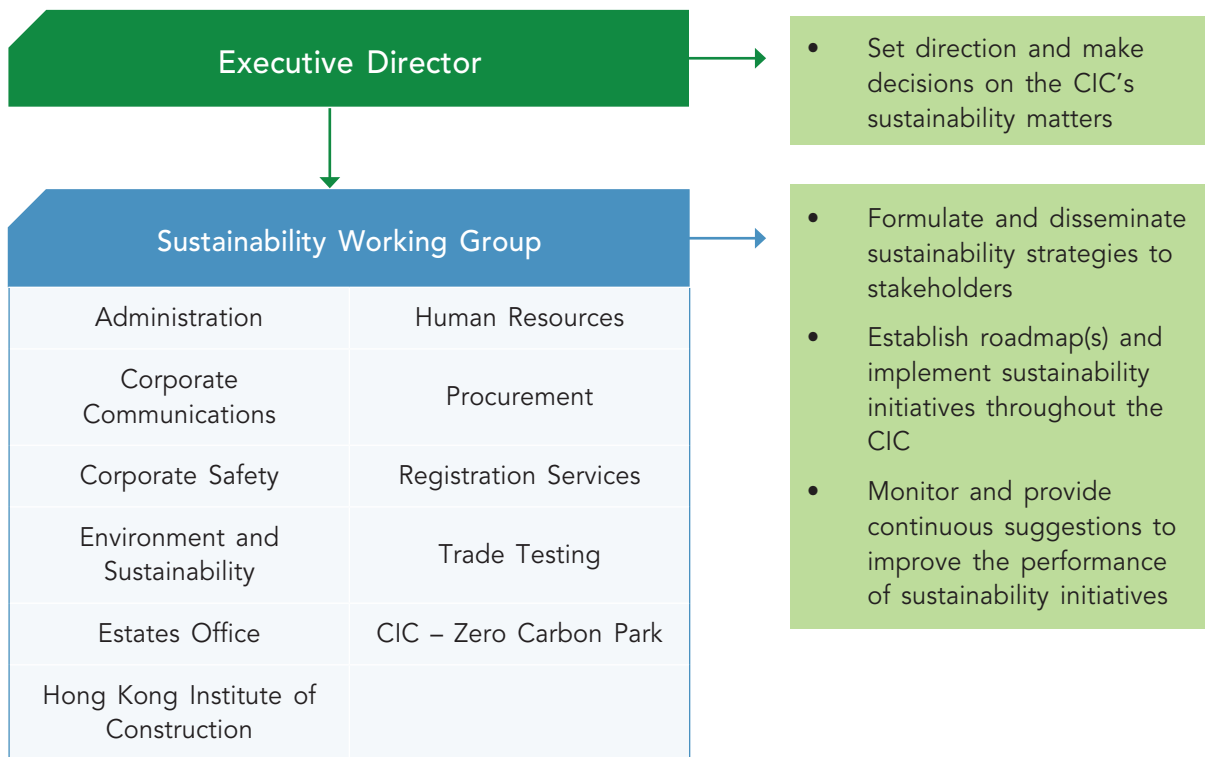 Executive Director
• Set direction and make
decisions on the CIC’s
sustainability matters
Sustainability Working Group
Administration
Human Resources
Corporate
Communications
Procurement
Corporate Safety
Registration Services
Environment and
Sustainability
Trade Testing
Estates Office
CIC – Zero Carbon Park
Hong Kong Institute of
Construction
• Formulate and disseminate
sustainability strategies to
stakeholders
• Establish roadmap(s) and
implement sustainability
initiatives throughout the
CIC
• Monitor and provide
continuous suggestions to
improve the performance
of sustainability initiatives